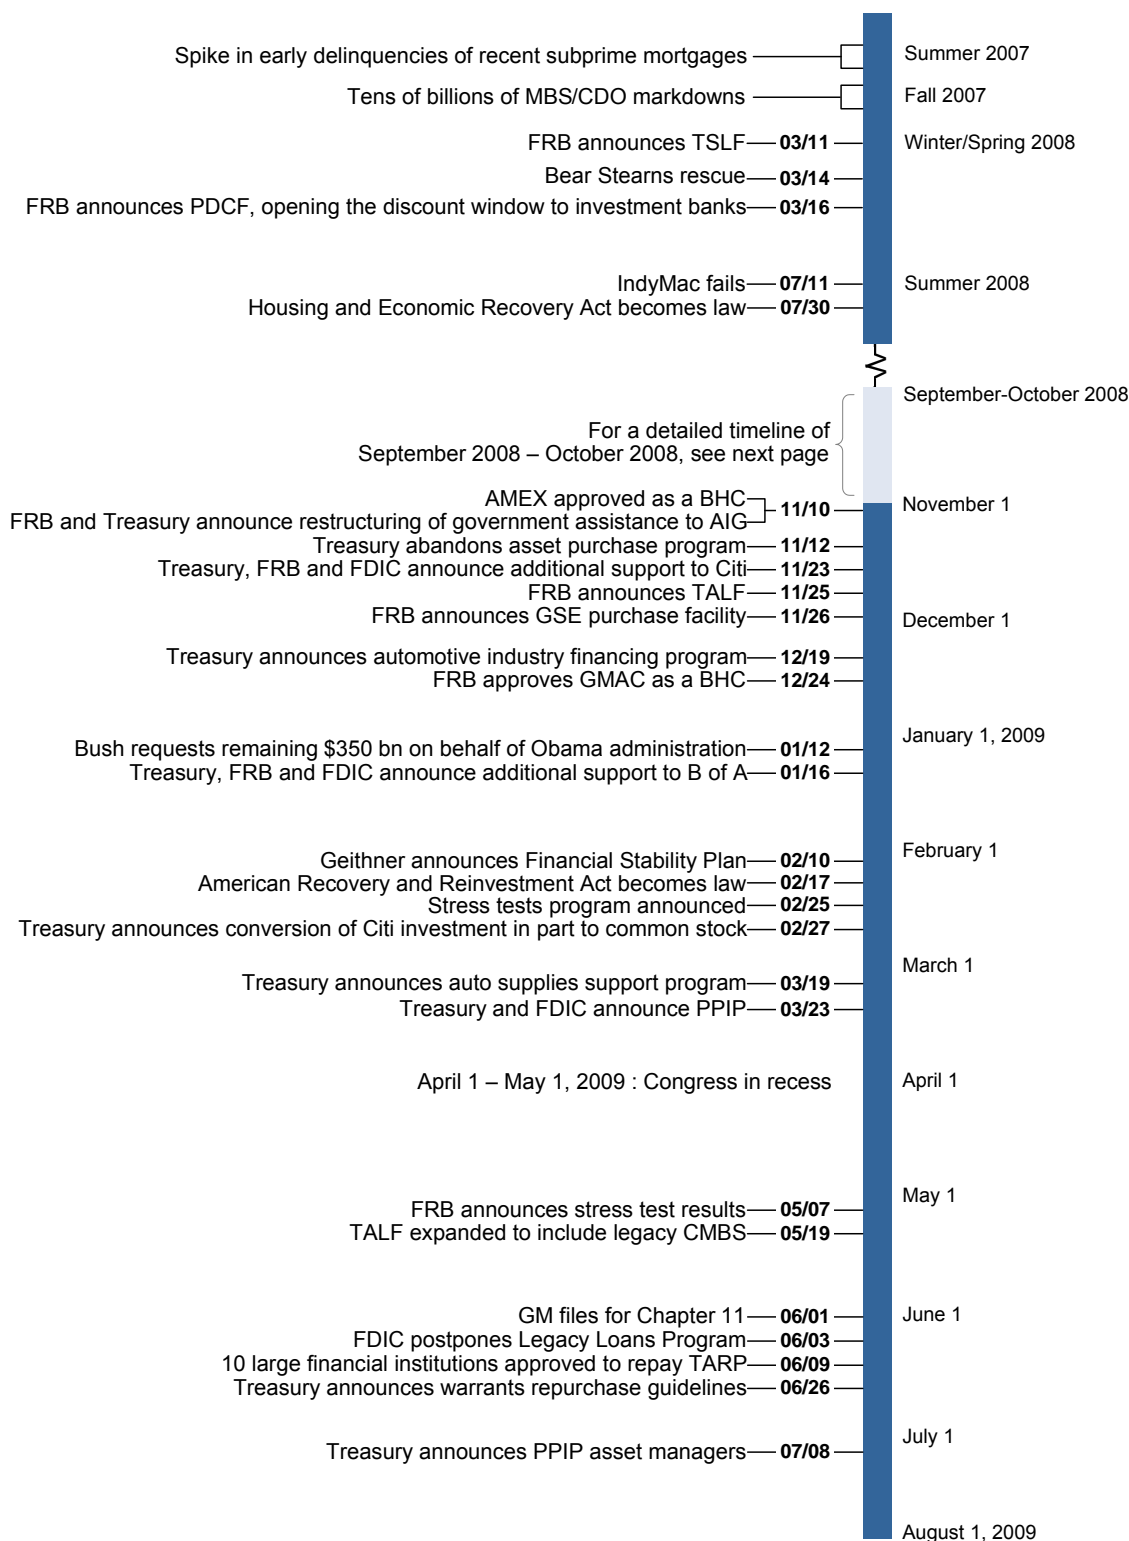 Spike in early delinquencies of recent subprime mortgages
Summer 2007
Tens of billions of MBS/CDO markdowns
Fall 2007
FRB announces TSLF 03/11
Winter/Spring 2008
Bear Stearns rescue 03/14
FRB announces PDCF, opening the discount window to investment banks 03/16
IndyMac fails 07/11
Summer 2008
Housing and Economic Recovery Act becomes law 07/30
September-October 2008
For a detailed timeline of
September 2008 – October 2008, see next page
AMEX approved as a BHC
11/10
November 1
FRB and Treasury announce restructuring of government assistance to AIG
Treasury abandons asset purchase program 11/12
Treasury, FRB and FDIC announce additional support to Citi 11/23
FRB announces TALF 11/25
FRB announces GSE purchase facility 11/26
December 1
Treasury announces automotive industry financing program 12/19
FRB approves GMAC as a BHC 12/24
January 1, 2009
Bush requests remaining $350 bn on behalf of Obama administration 01/12
Treasury, FRB and FDIC announce additional support to B of A 01/16
February 1
Geithner announces Financial Stability Plan 02/10
American Recovery and Reinvestment Act becomes law 02/17
Stress tests program announced 02/25
Treasury announces conversion of Citi investment in part to common stock 02/27
March 1
Treasury announces auto supplies support program 03/19
Treasury and FDIC announce PPIP 03/23
April 1 – May 1, 2009 : Congress in recess
April 1
May 1
FRB announces stress test results 05/07
TALF expanded to include legacy CMBS 05/19
GM files for Chapter 11 06/01
June 1
FDIC postpones Legacy Loans Program 06/03
10 large financial institutions approved to repay TARP 06/09
Treasury announces warrants repurchase guidelines 06/26
July 1
Treasury announces PPIP asset managers 07/08
August 1, 2009